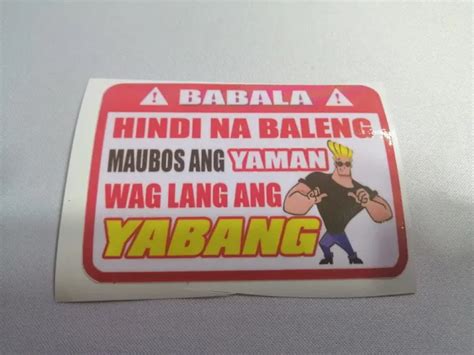 BABALA
HINDI NA BALENG
MAUBOS ANG YAMAN
WAG LANG ANG
YABANG